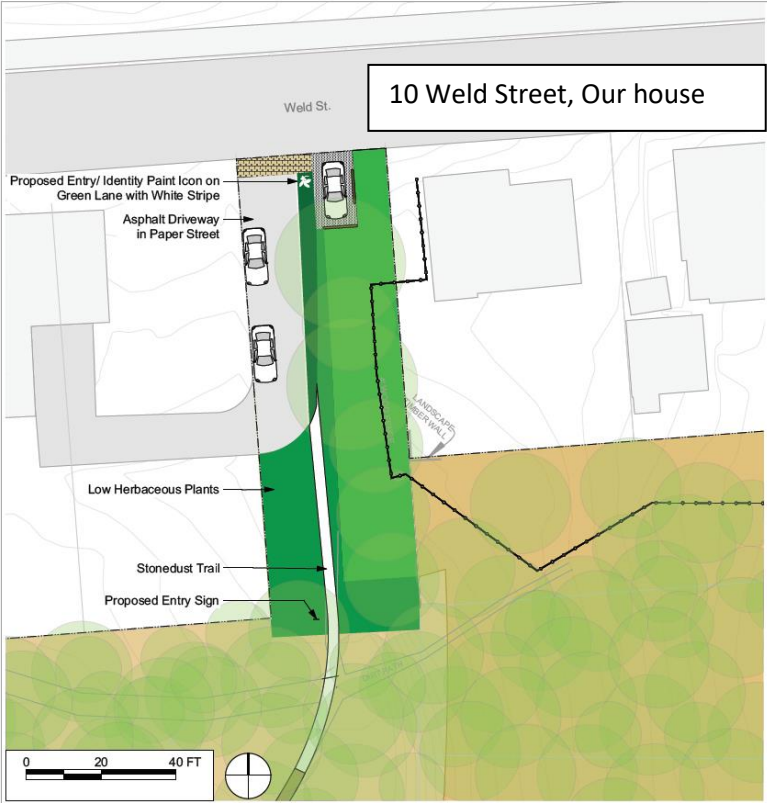 10 Weld Street, Our house
Weld St.
Proposed Entry/ Identity Paint Icon on
Green Lane with White Stripe
Asphalt Driveway
in Paper Street
LANDSCAPE
TIMBER WALL
Low Herbaceous Plants
Stonedust Trail
Proposed Entry Sign
DIRT PATH
0 20 40 FT